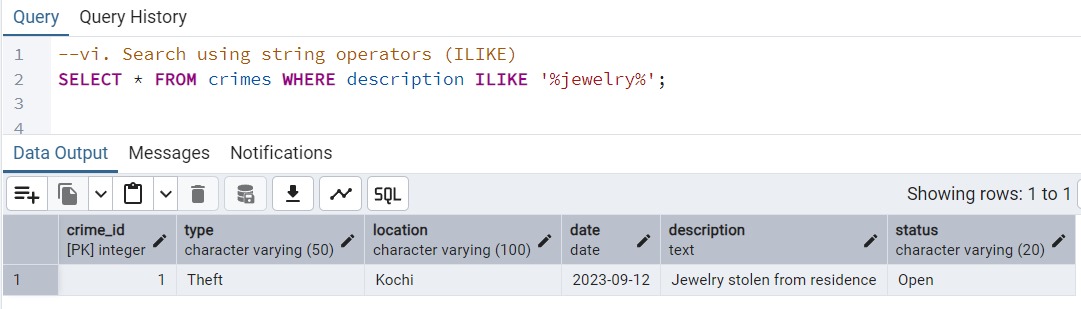 Query Query History
1 --vi. Search using string operators (ILIKE)
2 SELECT * FROM crimes WHERE description ILIKE '%jewelry%';
3
4
Data Output Messages Notifications
SQL Showing rows: 1 to 1
crime_id type location date description status
[PK] integer character varying (50) character varying (100) date text character varying (20)
1 1 Theft Kochi 2023-09-12 Jewelry stolen from residence Open